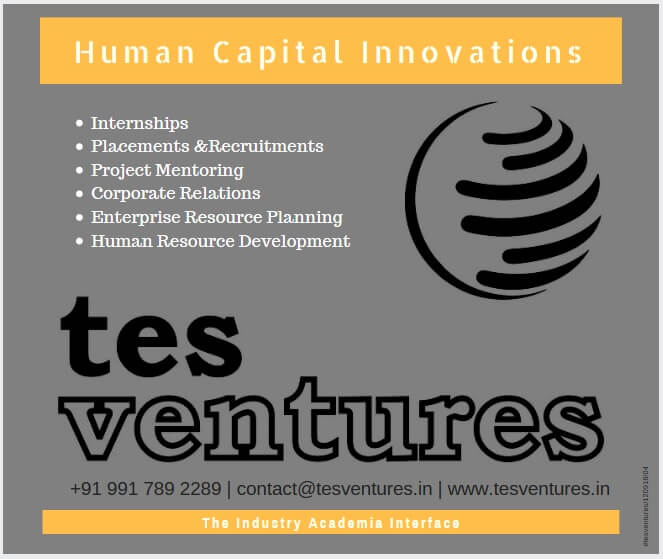 Human Capital Innovations
• Internships
• Placements &Recruitments
• Project Mentoring
• Corporate Relations
• Enterprise Resource Planning
• Human Resource Development
tes
ventures
+91 991 789 2289 | contact@tesventures.in | www.tesventures.in
The Industry Academia Interface